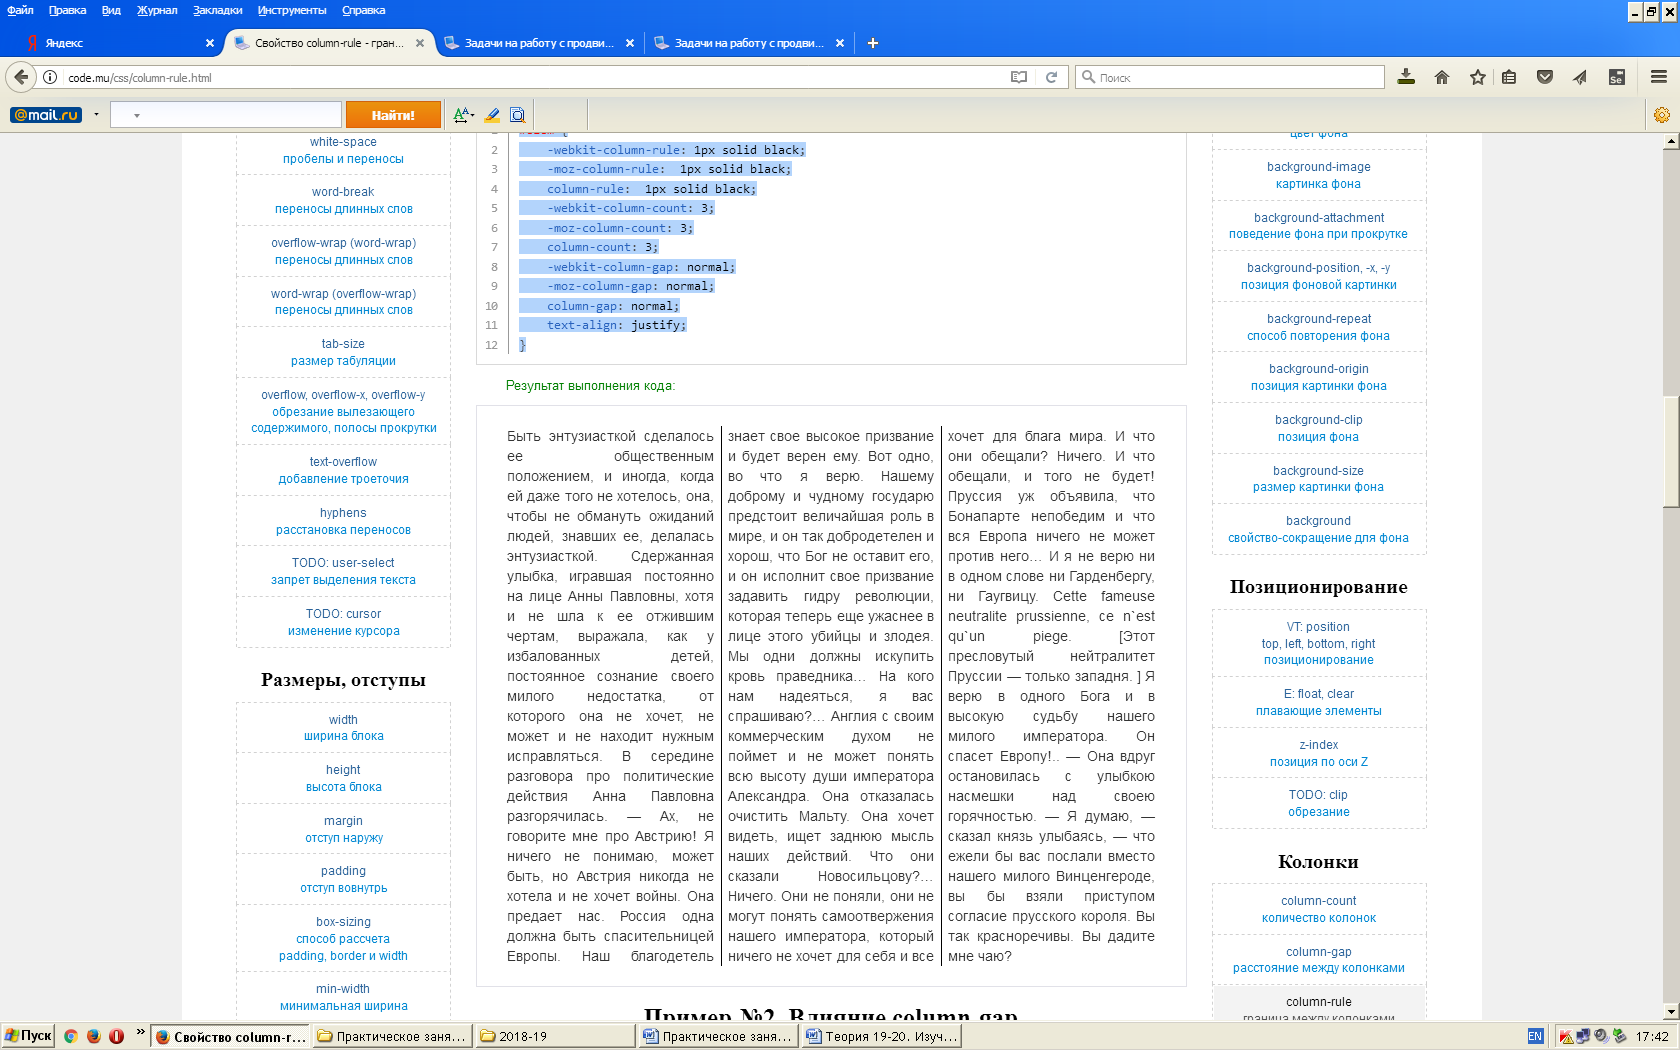 Файл Правка Вид Журнал Закладки Инструменты Справка
Яндекс
Свойство column-rule - гран...
Задачи на работу с продви...
Задачи на работу с продви...
code.mu/css/column-rule.html
Поиск
Se
@mail.ru
Найти!
white-space
пробелы и переносы
word-break
переносы длинных слов
overflow-wrap (word-wrap)
переносы длинных слов
word-wrap (overflow-wrap)
переносы длинных слов
tab-size
размер табуляции
overflow, overflow-x, overflow-y
обрезание вылезающего
содержимого, полосы прокрутки
text-overflow
добавление троеточия
hyphens
расстановка переносов
TODO: user-select
запрет выделения текста
TODO: cursor
изменение курсора
Размеры, отступы
width
ширина блока
height
высота блока
margin
отступ наружу
padding
отступ вовнутрь
box-sizing
способ рассчета
padding, border и width
min-width
минимальная ширина
2 -webkit-column-rule: 1px solid black;
3 -moz-column-rule:  1px solid black;
4 column-rule:  1px solid black;
5 -webkit-column-count: 3;
6 -moz-column-count: 3;
7 column-count: 3;
8 -webkit-column-gap: normal;
9 -moz-column-gap: normal;
10 column-gap: normal;
11 text-align: justify;
12 }
Результат выполнения кода:
Быть энтузиасткой сделалось
ее общественным
положением, и иногда, когда
ей даже того не хотелось, она,
чтобы не обмануть ожиданий
людей, знавших ее, делалась
энтузиасткой. Сдержанная
улыбка, игравшая постоянно
на лице Анны Павловны, хотя
и не шла к ее отжившим
чертам, выражала, как у
избалованных детей,
постоянное сознание своего
милого недостатка, от
которого она не хочет, не
может и не находит нужным
исправляться. В середине
разговора про политические
действия Анна Павловна
разгорячилась. — Ах, не
говорите мне про Австрию! Я
ничего не понимаю, может
быть, но Австрия никогда не
хотела и не хочет войны. Она
предает нас. Россия одна
должна быть спасительницей
Европы. Наш благодетель
знает свое высокое призвание
и будет верен ему. Вот одно,
во что я верю. Нашему
доброму и чудному государю
предстоит величайшая роль в
мире, и он так добродетелен и
хорош, что Бог не оставит его,
и он исполнит свое призвание
задавить гидру революции,
которая теперь еще ужаснее в
лице этого убийцы и злодея.
Мы одни должны искупить
кровь праведника… На кого
нам надеяться, я вас
спрашиваю?… Англия с своим
коммерческим духом не
поймет и не может понять
всю высоту души императора
Александра. Она отказалась
очистить Мальту. Она хочет
видеть, ищет заднюю мысль
наших действий. Что они
сказали Новосильцову?…
Ничего. Они не поняли, они не
могут понять самоотвержения
нашего императора, который
ничего не хочет для себя и все
хочет для блага мира. И что
они обещали? Ничего. И что
обещали, и того не будет!
Пруссия уж объявила, что
Бонапарте непобедим и что
вся Европа ничего не может
против него… И я не верю ни
в одном слове ни Гарденбергу,
ни Гаугвицу. Cette fameuse
neutralite prussienne, ce n`est
qu`un piege. [Этот
пресловутый нейтралитет
Пруссии — только западня. ] Я
верю в одного Бога и в
высокую судьбу нашего
милого императора. Он
спасет Европу!.. — Она вдруг
остановилась с улыбкою
насмешки над своею
горячностью. — Я думаю, —
сказал князь улыбаясь, — что
ежели бы вас послали вместо
нашего милого Винценгероде,
вы бы взяли приступом
согласие прусского короля. Вы
так красноречивы. Вы дадите
мне чаю?
Пример №2. Влияние column-gap
цвет фона
background-image
картинка фона
background-attachment
поведение фона при прокрутке
background-position, -x, -y
позиция фоновой картинки
background-repeat
способ повторения фона
background-origin
позиция картинки фона
background-clip
позиция фона
background-size
размер картинки фона
background
свойство-сокращение для фона
Позиционирование
VT: position
top, left, bottom, right
позиционирование
E: float, clear
плавающие элементы
z-index
позиция по оси Z
TODO: clip
обрезание
Колонки
column-count
количество колонок
column-gap
расстояние между колонками
column-rule
граница между колонками
Пуск
Свойство column-r...
Практическое заня...
2018-19
Практическое заня...
Теория 19-20. Изуч...
EN
17:42